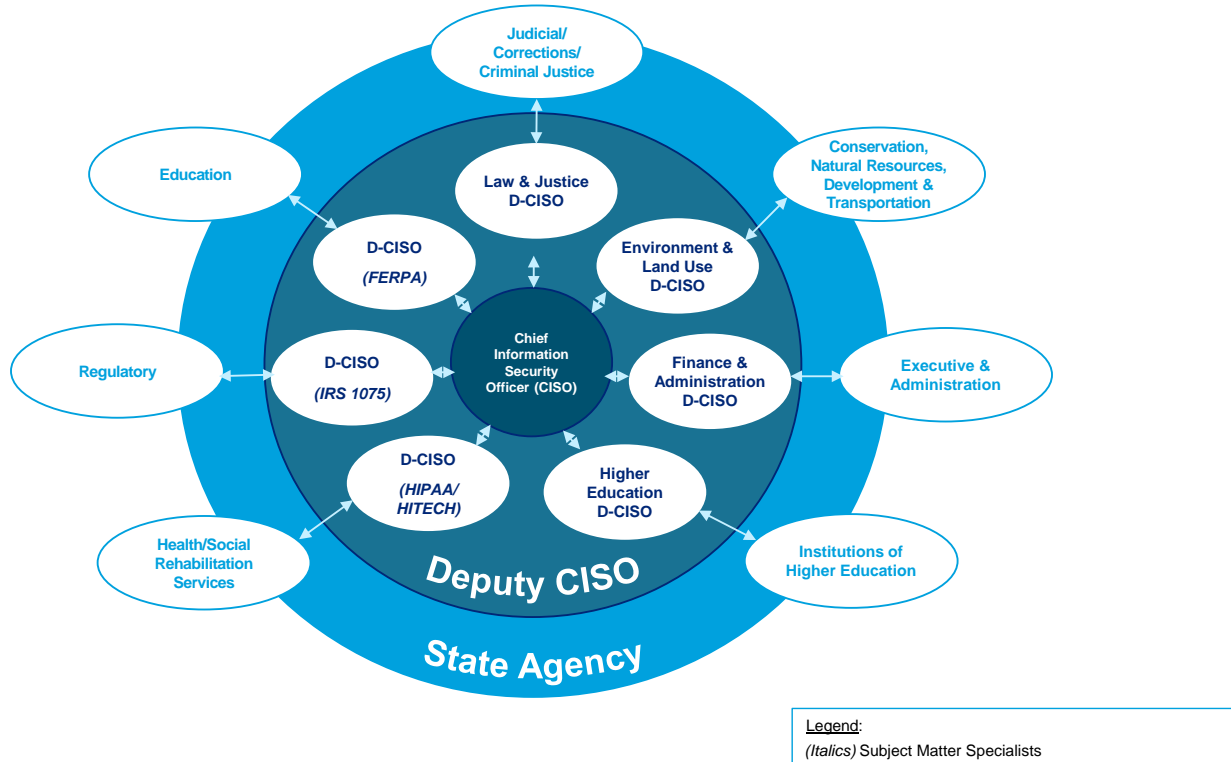 Judicial/
Corrections/
Criminal Justice
Education
Conservation,
Natural Resources,
Development &
Transportation
Law & Justice
D-CISO
D-CISO
(FERPA)
Environment &
Land Use
D-CISO
Regulatory
D-CISO
(IRS 1075)
Chief
Information
Security
Officer (CISO)
Finance &
Administration
D-CISO
Executive &
Administration
D-CISO
(HIPAA/
HITECH)
Higher
Education
D-CISO
Health/Social
Rehabilitation
Services
Institutions of
Higher Education
Deputy CISO
State Agency
Legend:
(Italics) Subject Matter Specialists